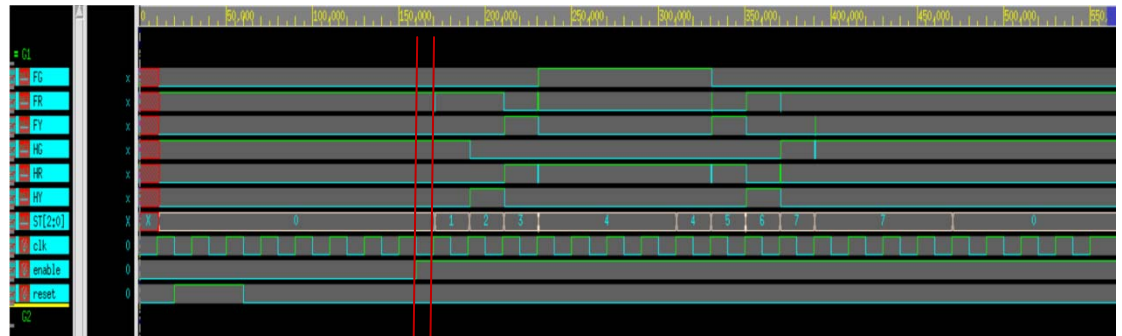 0 50,000 100,000 150,000 200,000 250,000 300,000 350,000 400,000 450,000 500,000 550
= G1
FG x
FR x
FY x
HG x
HR x
HY x
ST[2:0] X X 0 1 2 3 4 4 5 6 7 7 0
clk 0
enable 0
reset 0
G2